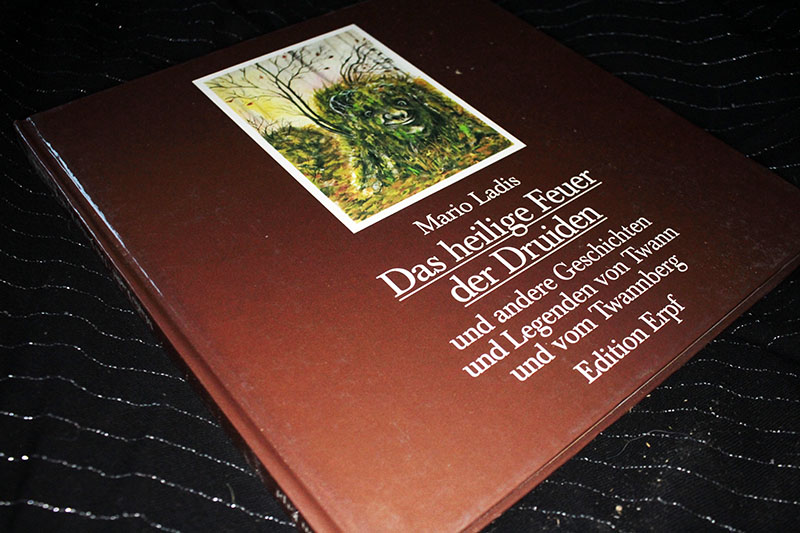 Mario Ladis
Das heilige Feuer
der Druiden
und andere Geschichten
und Legenden von Twann
und vom Twannberg
Edition Erpf